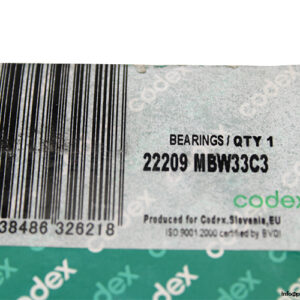 codex
BEARINGS / QTY 1
22209 MBW33C3
38486 326218
codex
Produced for Codex, Slovenia, EU
ISO 9001:2000 certified by BVQI
codex